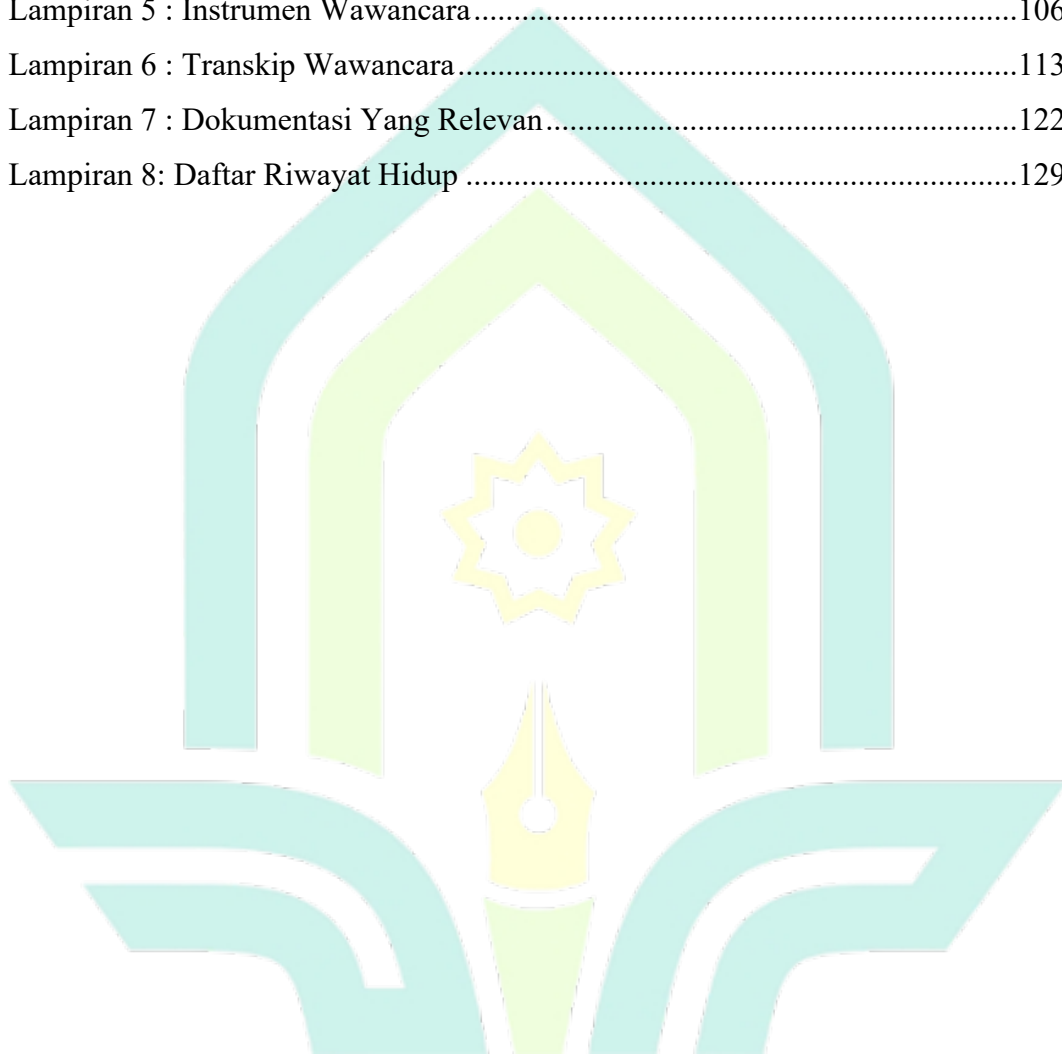 Lampiran 5 : Instrumen Wawancara.................................................................106
Lampiran 6 : Transkip Wawancara...................................................................113
Lampiran 7 : Dokumentasi Yang Relevan.........................................................122
Lampiran 8: Daftar Riwayat Hidup ..................................................................129